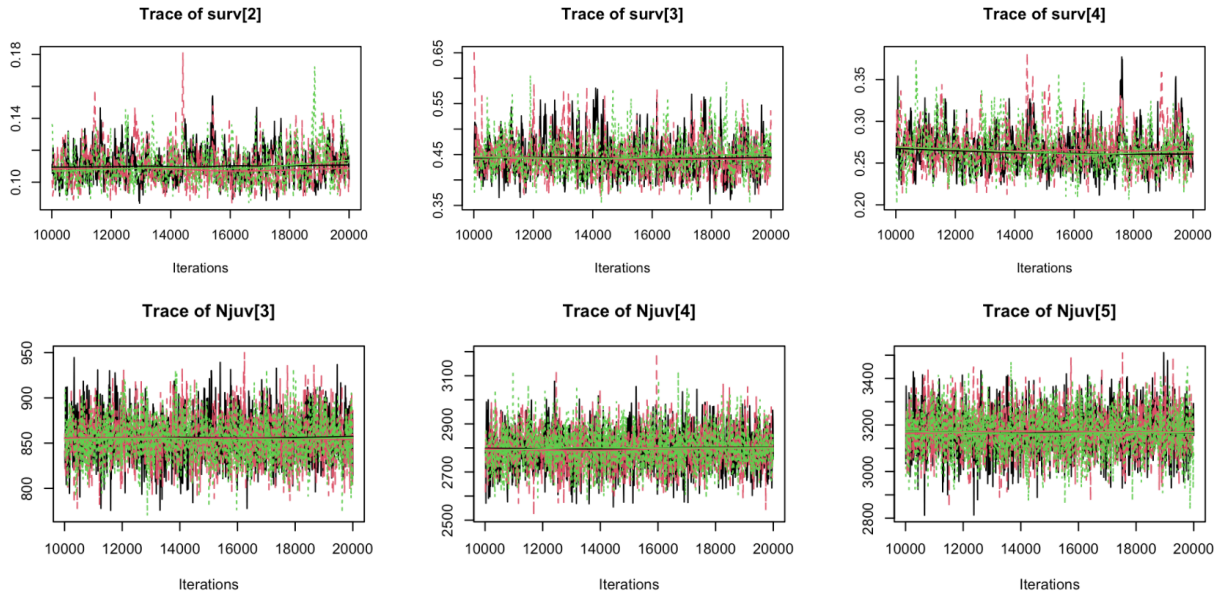 Trace of surv[2]
Trace of surv[3]
Trace of surv[4]
0.18
0.14
0.10
10000 12000 14000 16000 18000 20000
Iterations
0.65
0.55
0.45
0.35
10000 12000 14000 16000 18000 20000
Iterations
0.35
0.30
0.25
0.20
10000 12000 14000 16000 18000 20000
Iterations
Trace of Njuv[3]
Trace of Njuv[4]
Trace of Njuv[5]
950
900
850
800
10000 12000 14000 16000 18000 20000
Iterations
3100
2900
2700
2500
10000 12000 14000 16000 18000 20000
Iterations
3400
3200
3000
2800
10000 12000 14000 16000 18000 20000
Iterations